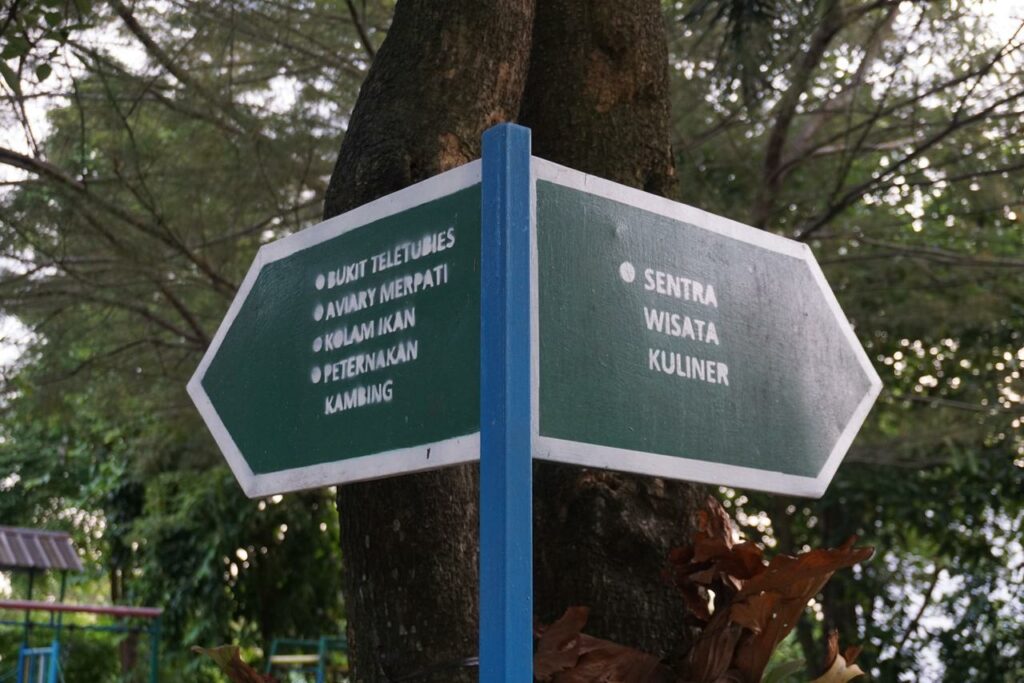 ● BUKIT TELETUBIES
● AVIARY MERPATI
● KOLAM IKAN
● PETERNAKAN
KAMBING
● SENTRA
WISATA
KULINER